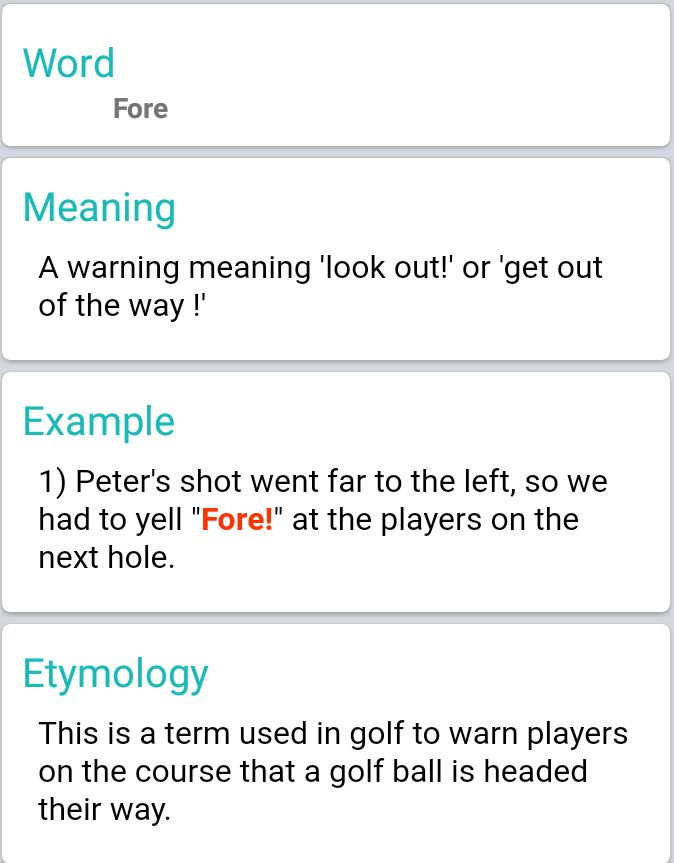 Word
Fore
Meaning
A warning meaning 'look out!' or 'get out
of the way !'
Example
1) Peter's shot went far to the left, so we
had to yell "Fore!" at the players on the
next hole.
Etymology
This is a term used in golf to warn players
on the course that a golf ball is headed
their way.